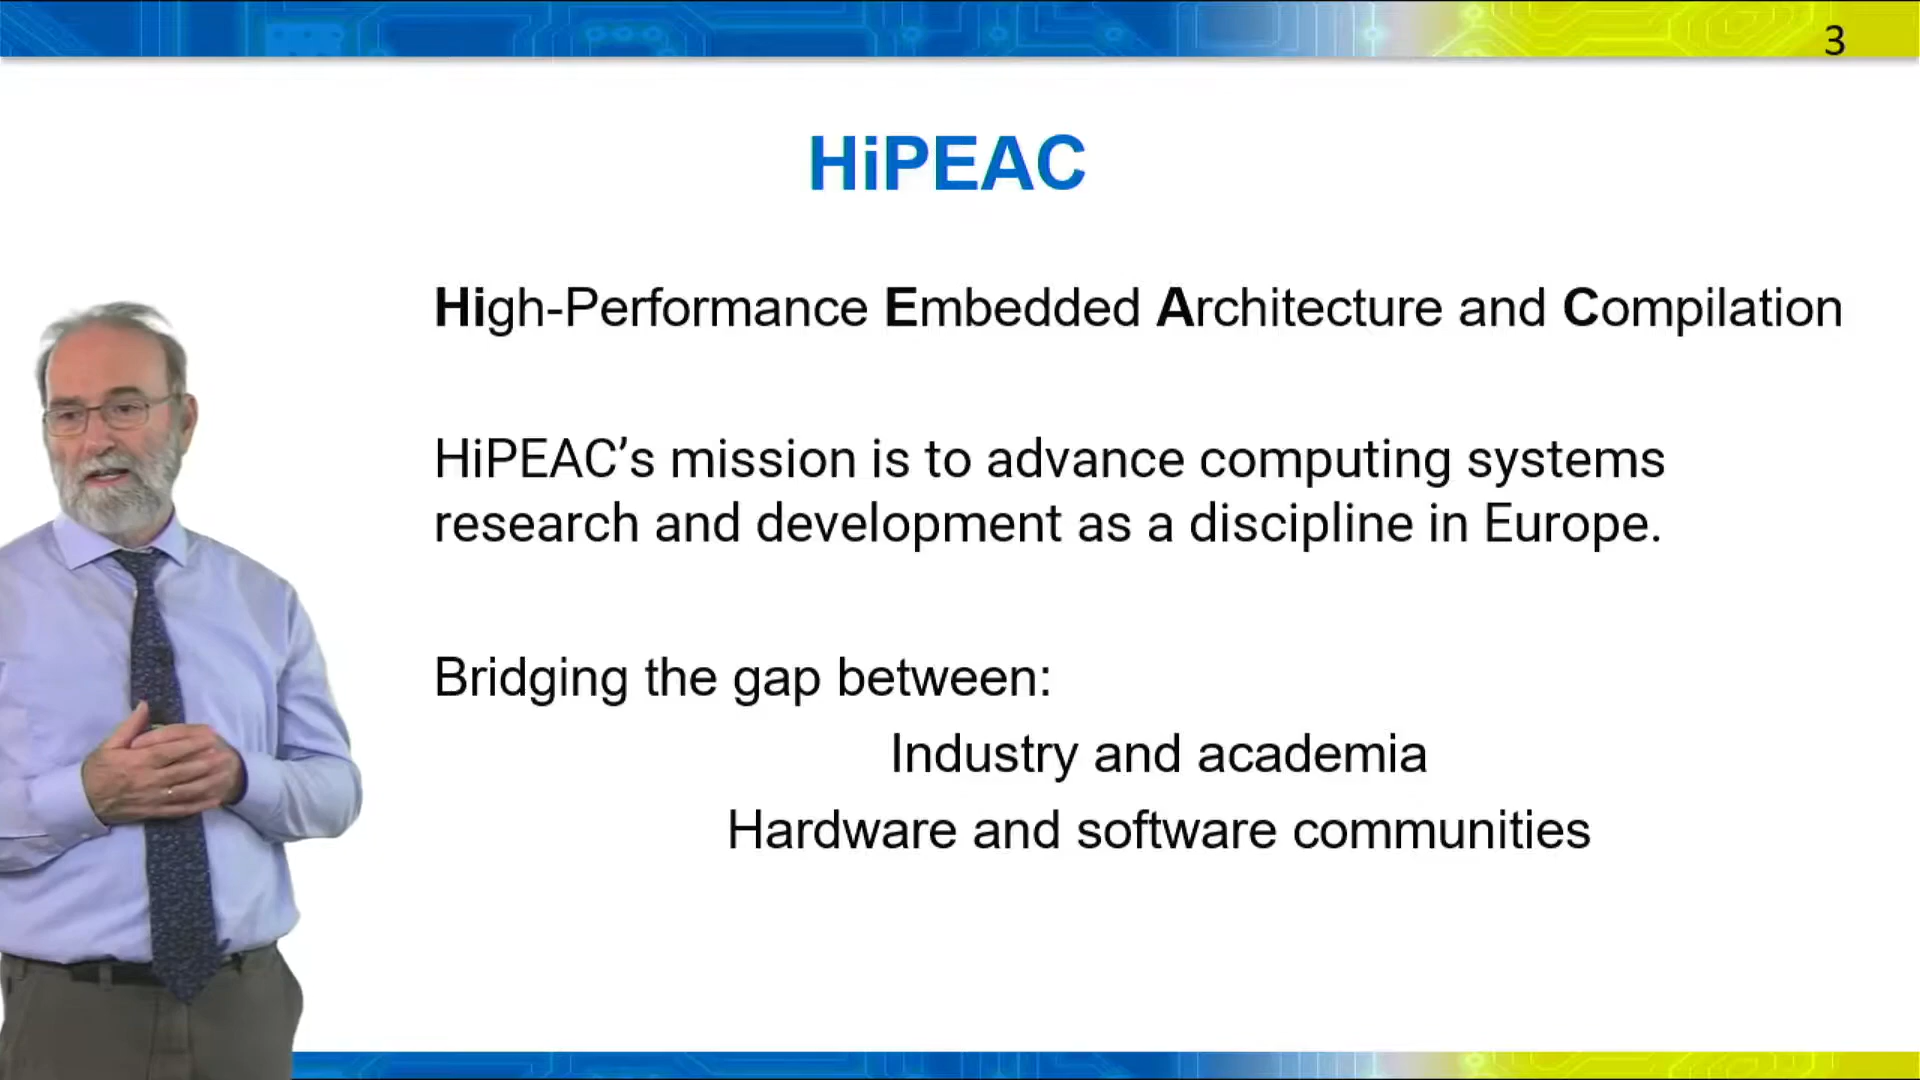 3
HiPEAC
High-Performance Embedded Architecture and Compilation
HiPEAC’s mission is to advance computing systems
research and development as a discipline in Europe.
Bridging the gap between:
Industry and academia
Hardware and software communities